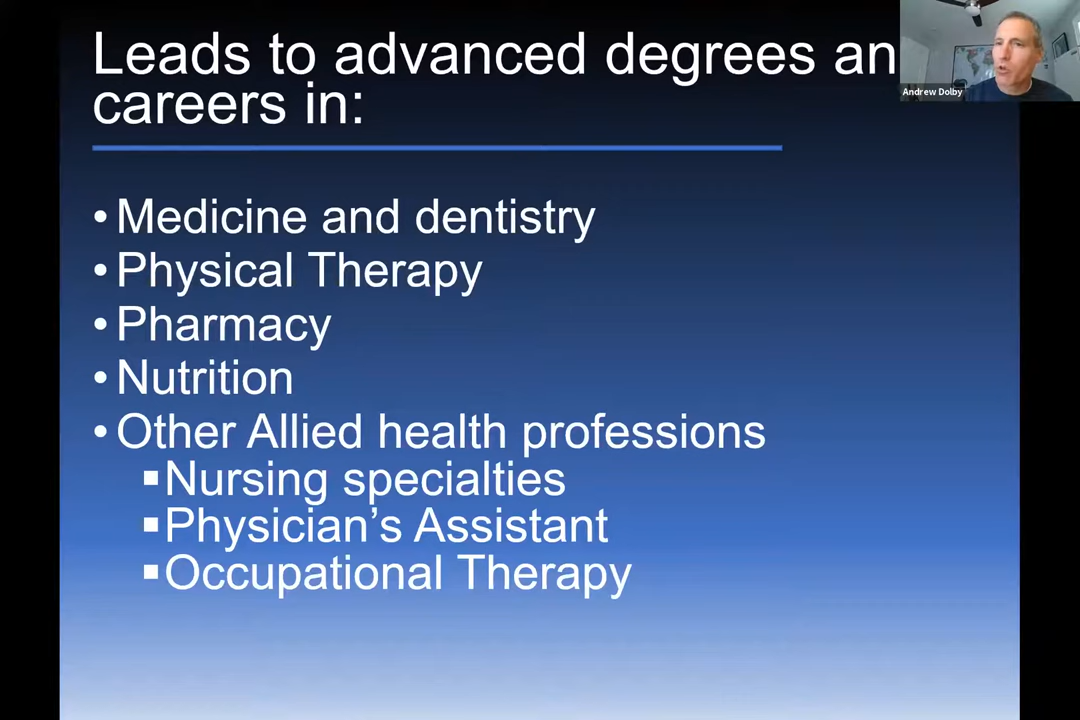 Leads to advanced degrees an
careers in:
Andrew Dolby
• Medicine and dentistry
• Physical Therapy
• Pharmacy
• Nutrition
• Other Allied health professions
▪ Nursing specialties
▪ Physician’s Assistant
▪ Occupational Therapy